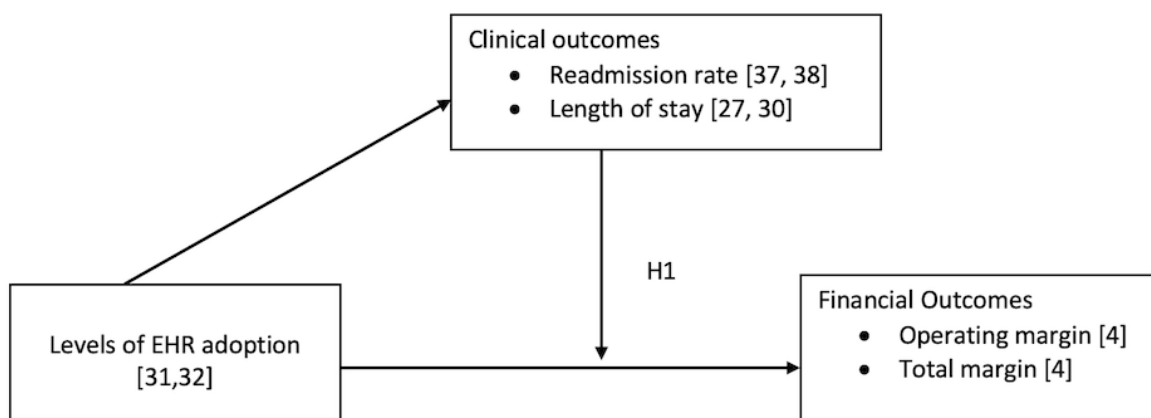 Clinical outcomes
• Readmission rate [37, 38]
• Length of stay [27, 30]
H1
Levels of EHR adoption
[31,32]
Financial Outcomes
• Operating margin [4]
• Total margin [4]